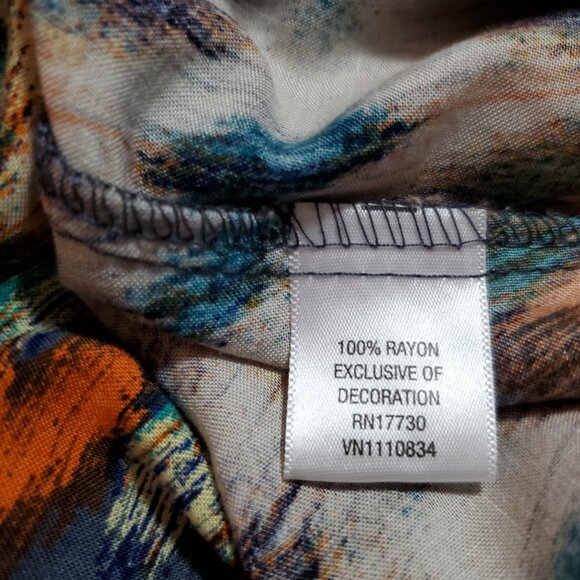 100% RAYON
EXCLUSIVE OF
DECORATION
RN17730
VN1110834